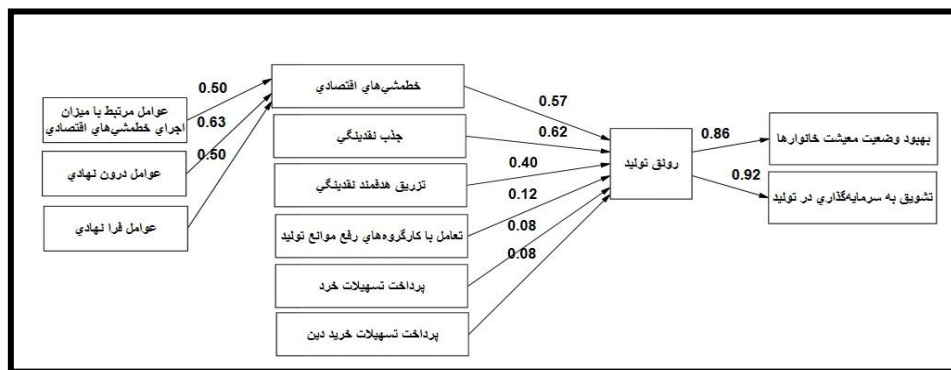 عوامل مرتبط با میزان
اجرای خطمشی‌های اقتصادی
عوامل درون نهادی
عوامل فرا نهادی
0.50
0.63
0.50
خطمشی‌های اقتصادی
جذب نقدینگی
تزریق هدفمند نقدینگی
تعامل با کارگروه‌های رفع موانع تولید
پرداخت تسهیلات خرد
پرداخت تسهیلات خرید دین
0.57
0.62
0.40
0.12
0.08
0.08
رونق تولید
0.86
0.92
بهبود وضعیت معیشت خانوارها
تشویق به سرمایه‌گذاری در تولید